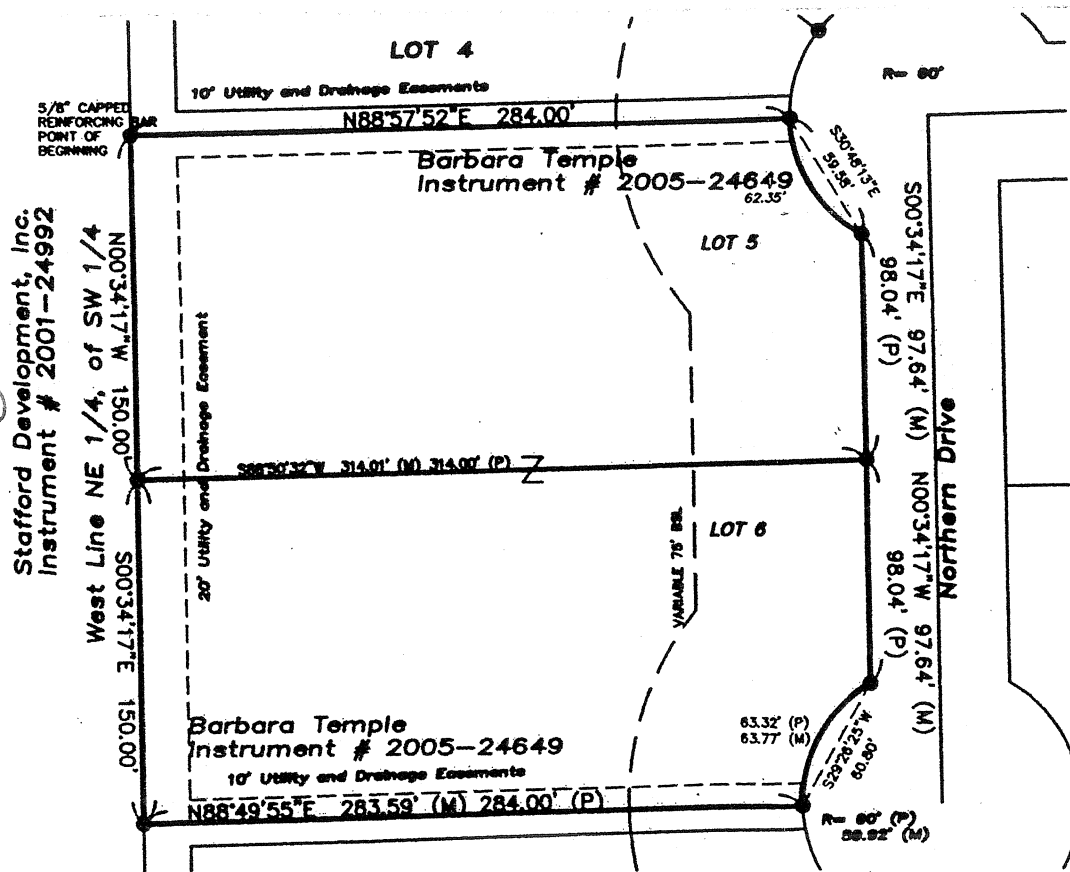 LOT 4
R= 60'
10' Utility and Drainage Easements
5/8" CAPPED
REINFORCING BAR
POINT OF
BEGINNING
N88°57'52"E 284.00'
Barbara Temple
Instrument # 2005-24649
62.35'
S30°48'13"E
59.58'
LOT 5
Stafford Development, Inc.
Instrument # 2001-24992
West Line NE 1/4, of SW 1/4
N00°34'17"W 150.00'
20' Utility and Drainage Easement
S00°34'17"E 97.64' (M)
98.04' (P)
S88°50'32"W 314.01' (M) 314.00' (P)
Northern Drive
VARIABLE 75' BSL
LOT 6
S00°34'17"E 150.00'
N00°34'17"W 97.64' (M)
98.04' (P)
Barbara Temple
Instrument # 2005-24649
10' Utility and Drainage Easements
63.32' (P)
63.77' (M)
S29°26'25"W
60.80'
N88°49'55"E 283.59' (M) 284.00' (P)
R= 60' (P)
59.92' (M)